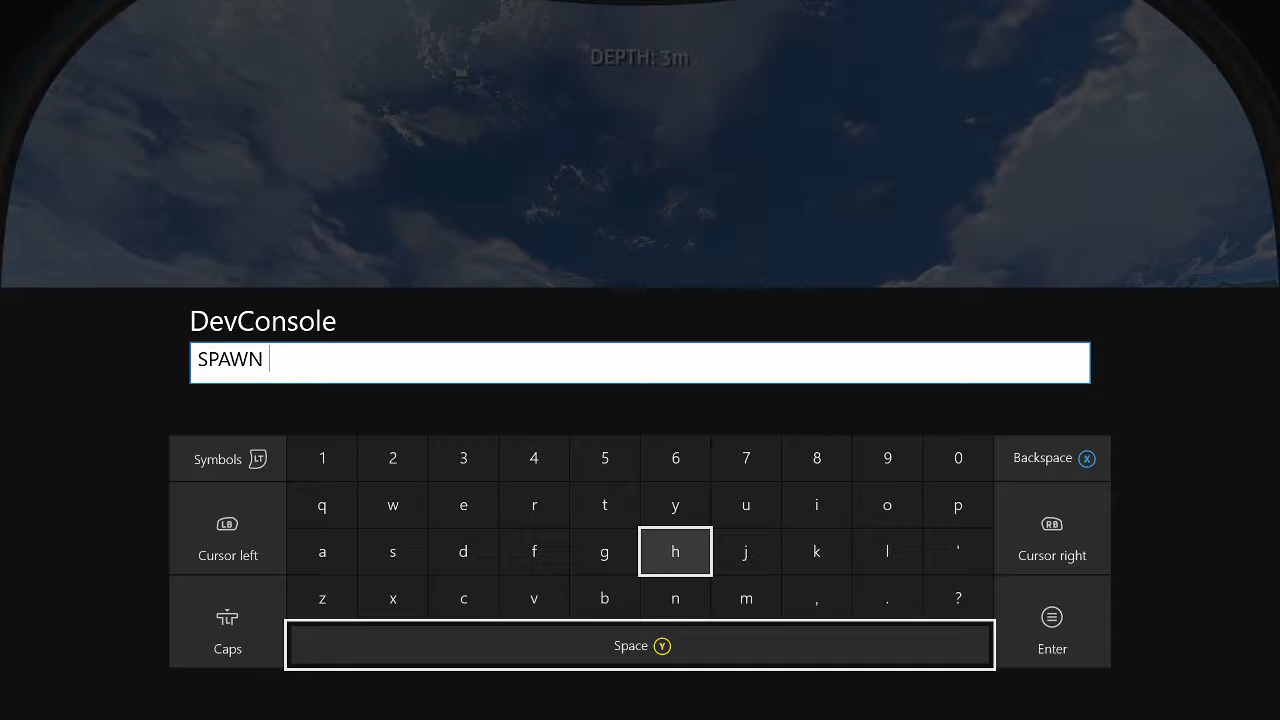 DEPTH: 3m
DevConsole
SPAWN
Symbols LT 1 2 3 4 5 6 7 8 9 0 Backspace X
LB q w e r t y u i o p RB
Cursor left a s d f g h j k l ' Cursor right
z x c v b n m , . ?
Caps Space Y Enter